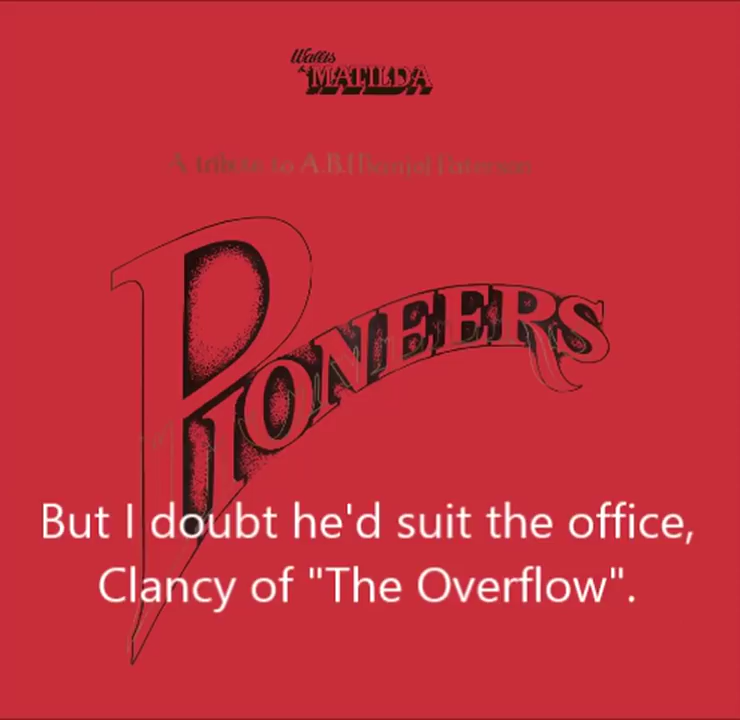 Wallis
& MATILDA
A tribute to A.B. (Banjo) Paterson
PIONEERS
But I doubt he'd suit the office,
Clancy of "The Overflow".